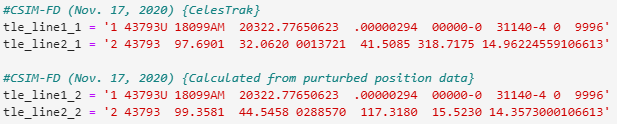 #CSIM-FD (Nov. 17, 2020) {CelesTrak}
tle_line1_1 = '1 43793U 18099AM  20322.77650623  .00000294  00000-0  31140-4 0  9996'
tle_line2_1 = '2 43793  97.6901  32.0620 0013721  41.5085 318.7175 14.96224559106613'
#CSIM-FD (Nov. 17, 2020) {Calculated from purturbed position data}
tle_line1_2 = '1 43793U 18099AM  20322.77650623  .00000294  00000-0  31140-4 0  9996'
tle_line2_2 = '2 43793  99.3581  44.5458 0288570  117.3180  15.5230 14.3573000106613'